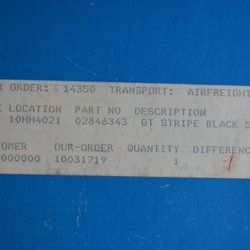 ORDER: 14350 TRANSPORT: AIRFREIGHT
LOCATION PART NO DESCRIPTION
10HH4021 02846343 GT STRIPE BLACK S
OMER OUR-ORDER QUANTITY DIFFERENC
000000 10031719 1